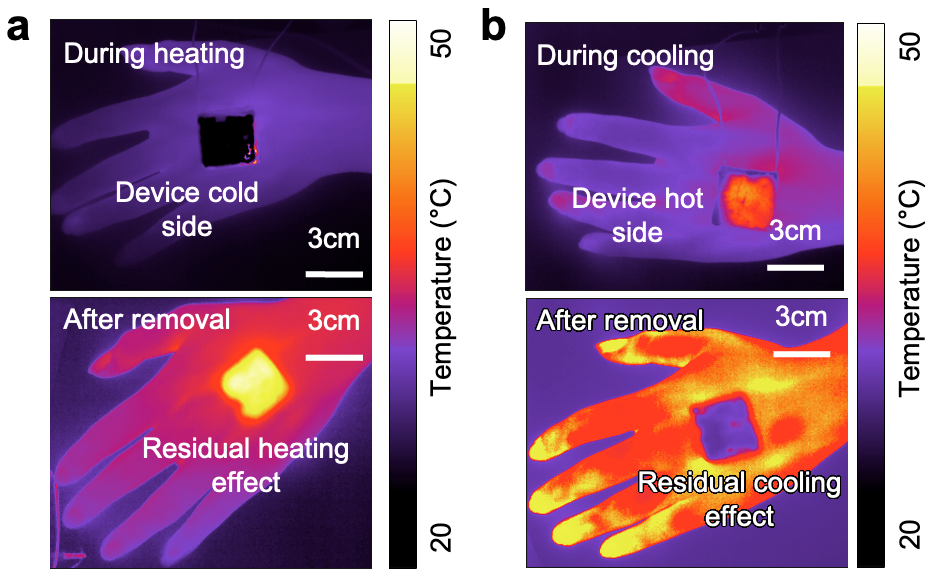 a
During heating
Device cold
side
3cm
After removal
3cm
Residual heating
effect
50
Temperature (°C)
20
b
During cooling
Device hot
side
3cm
After removal
3cm
Residual cooling
effect
50
Temperature (°C)
20